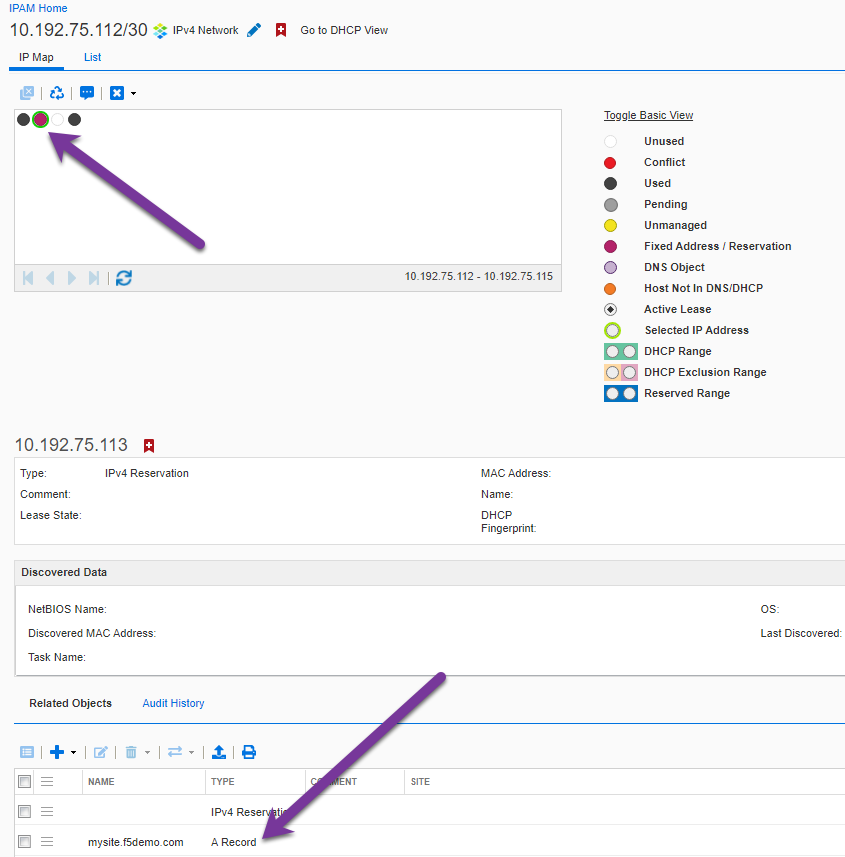 IPAM Home
10.192.75.112/30 IPv4 Network Go to DHCP View
IP Map List
Toggle Basic View
Unused
Conflict
Used
Pending
Unmanaged
Fixed Address / Reservation
DNS Object
Host Not In DNS/DHCP
Active Lease
Selected IP Address
DHCP Range
DHCP Exclusion Range
Reserved Range
10.192.75.112 - 10.192.75.115
10.192.75.113
Type: IPv4 Reservation MAC Address:
Comment: Name:
Lease State: DHCP
Fingerprint:
Discovered Data
NetBIOS Name: OS:
Discovered MAC Address: Last Discovered:
Task Name:
Related Objects Audit History
NAME TYPE COMMENT SITE
IPv4 Reservation
mysite.f5demo.com A Record